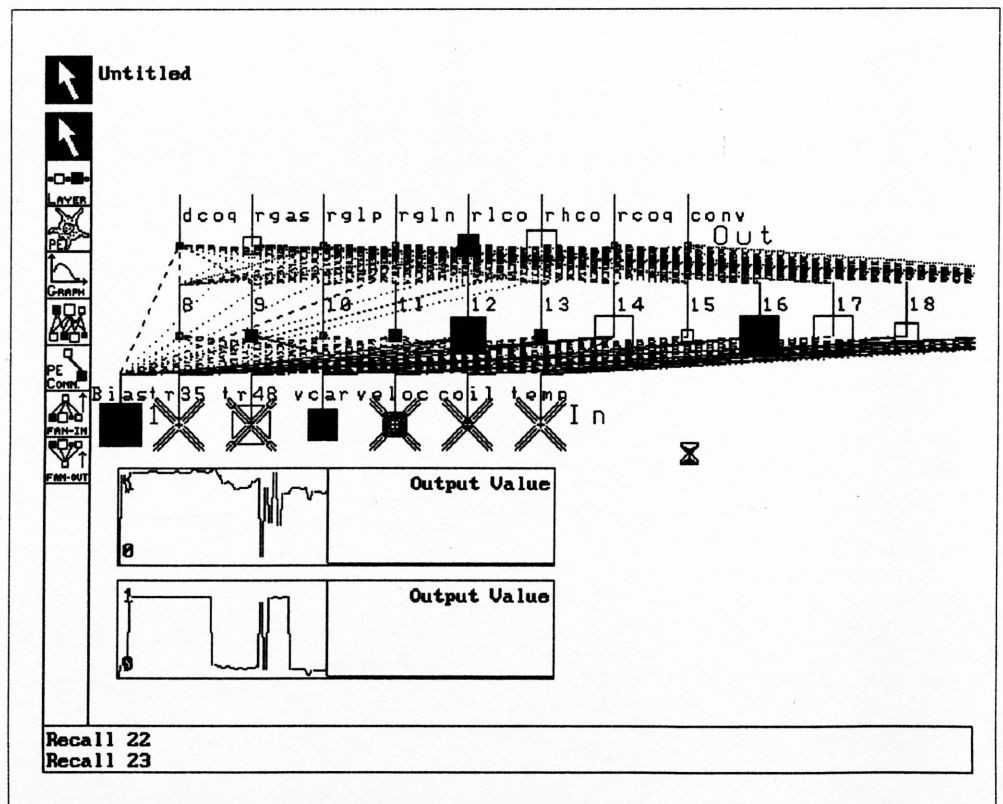 Untitled
LAYER
PE
GRAPH
PE
CONN.
FAN-IN
FAN-OUT
dcoq rgas rglp rgln rlco rhco rcoq conv
Out
8 9 10 11 12 13 14 15 16 17 18
Bias tr35 tr48 vcar veloc coil temp
1
In
Output Value
0
1
Output Value
0
Recall 22
Recall 23